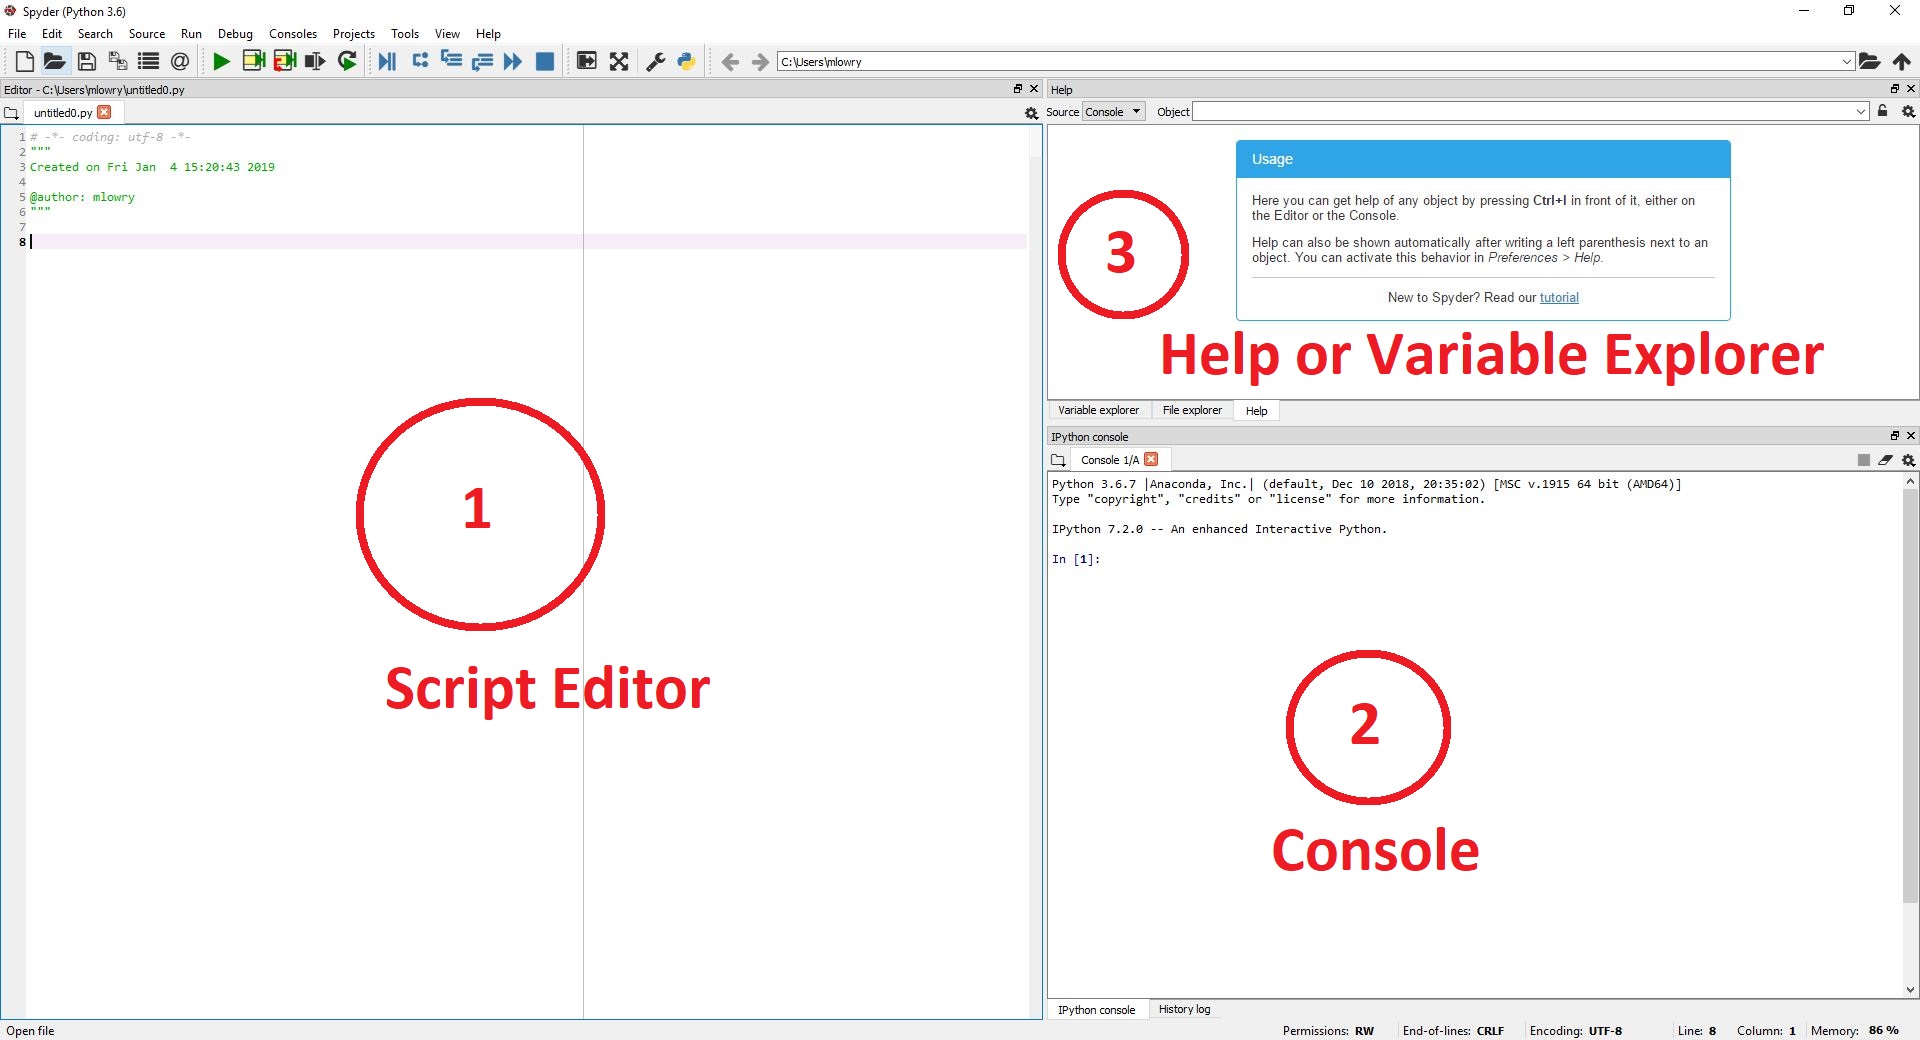 Spyder (Python 3.6)
File Edit Search Source Run Debug Consoles Projects Tools View Help
C:\Users\mlowry
Editor - C:\Users\mlowry\untitled0.py
untitled0.py
1 # -*- coding: utf-8 -*-
2 """
3 Created on Fri Jan  4 15:20:43 2019
4
5 @author: mlowry
6 """
7
8
1
Script Editor
Help
Source Console Object
Usage
Here you can get help of any object by pressing Ctrl+I in front of it, either on
the Editor or the Console.
Help can also be shown automatically after writing a left parenthesis next to an
object. You can activate this behavior in Preferences > Help.
New to Spyder? Read our tutorial
3
Help or Variable Explorer
Variable explorer File explorer Help
IPython console
Console 1/A
Python 3.6.7 |Anaconda, Inc.| (default, Dec 10 2018, 20:35:02) [MSC v.1915 64 bit (AMD64)]
Type "copyright", "credits" or "license" for more information.
IPython 7.2.0 -- An enhanced Interactive Python.
In [1]:
2
Console
IPython console History log
Open file
Permissions: RW End-of-lines: CRLF Encoding: UTF-8 Line: 8 Column: 1 Memory: 86 %